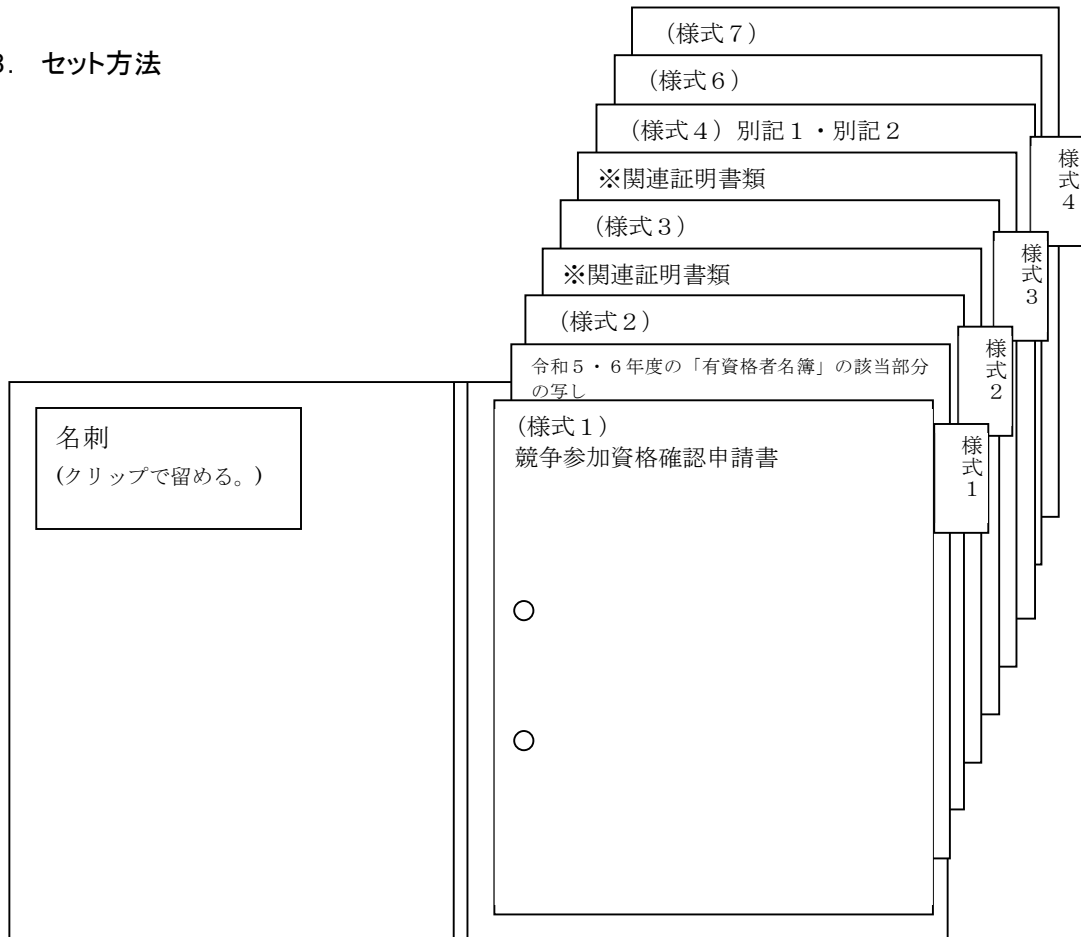 3. セット方法
(様式７)
(様式６)
(様式４) 別記１・別記２
※関連証明書類
(様式３)
※関連証明書類
(様式２)
令和５・６年度の「有資格者名簿」の該当部分
の写し
(様式１)
競争参加資格確認申請書
様式４
様式３
様式２
様式１
名刺
(クリップで留める。)